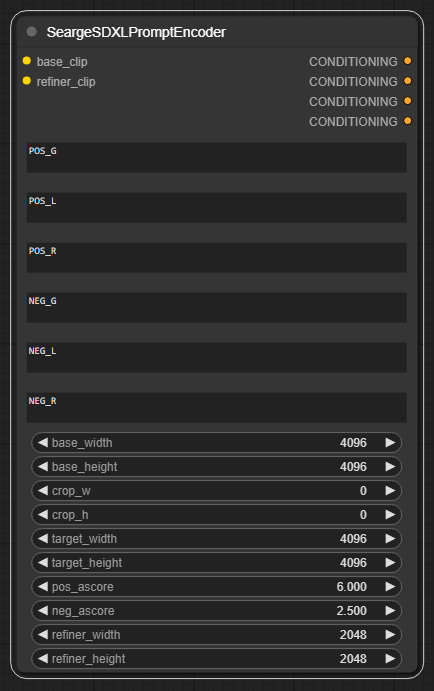 SeargeSDXLPromptEncoder
base_clip CONDITIONING
refiner_clip CONDITIONING
CONDITIONING
CONDITIONING
POS_G
POS_L
POS_R
NEG_G
NEG_L
NEG_R
base_width 4096
base_height 4096
crop_w 0
crop_h 0
target_width 4096
target_height 4096
pos_ascore 6.000
neg_ascore 2.500
refiner_width 2048
refiner_height 2048